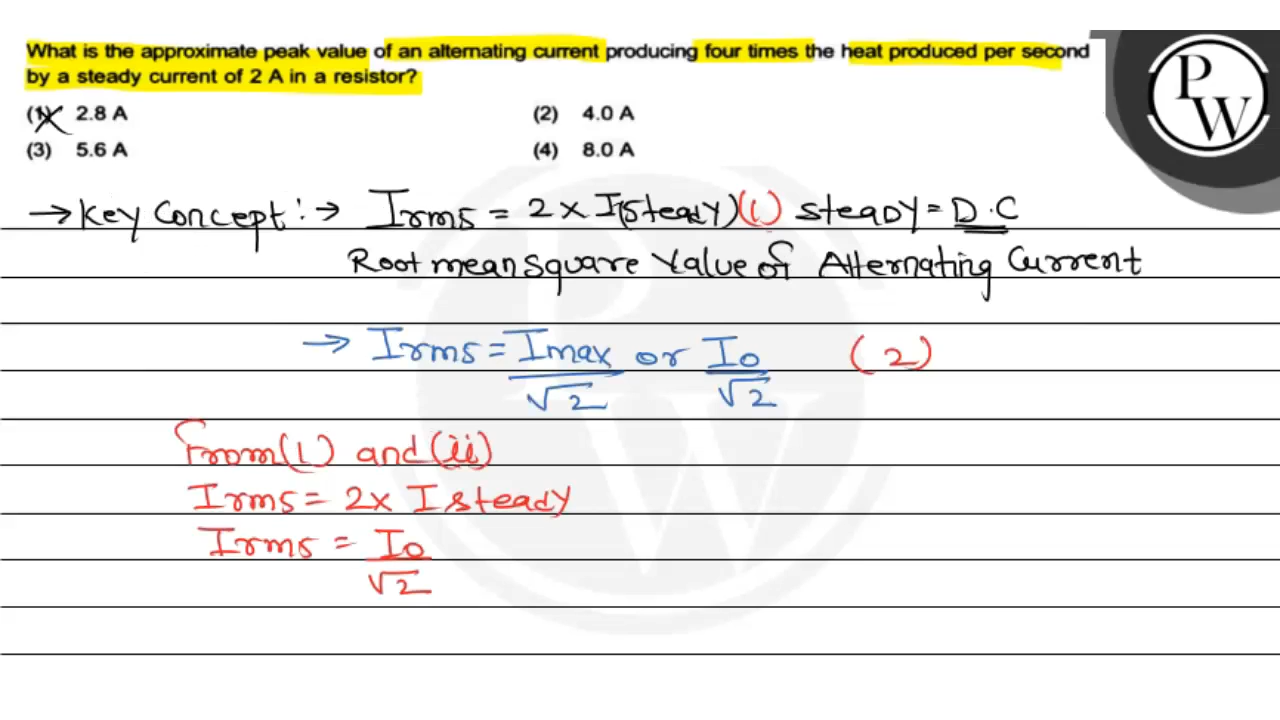 What is the approximate peak value of an alternating current producing four times the heat produced per second
by a steady current of 2 A in a resistor?
(1) 2.8 A (2) 4.0 A
(3) 5.6 A (4) 8.0 A
P
W
→ Key Concept :→ Irms = 2 x I(steady) (1) steady = D.C
Root mean square Value of Alternating Current
→ Irms = Imax/√2 or I0/√2 (2)
From (1) and (ii)
Irms = 2x I steady
Irms = I0/√2